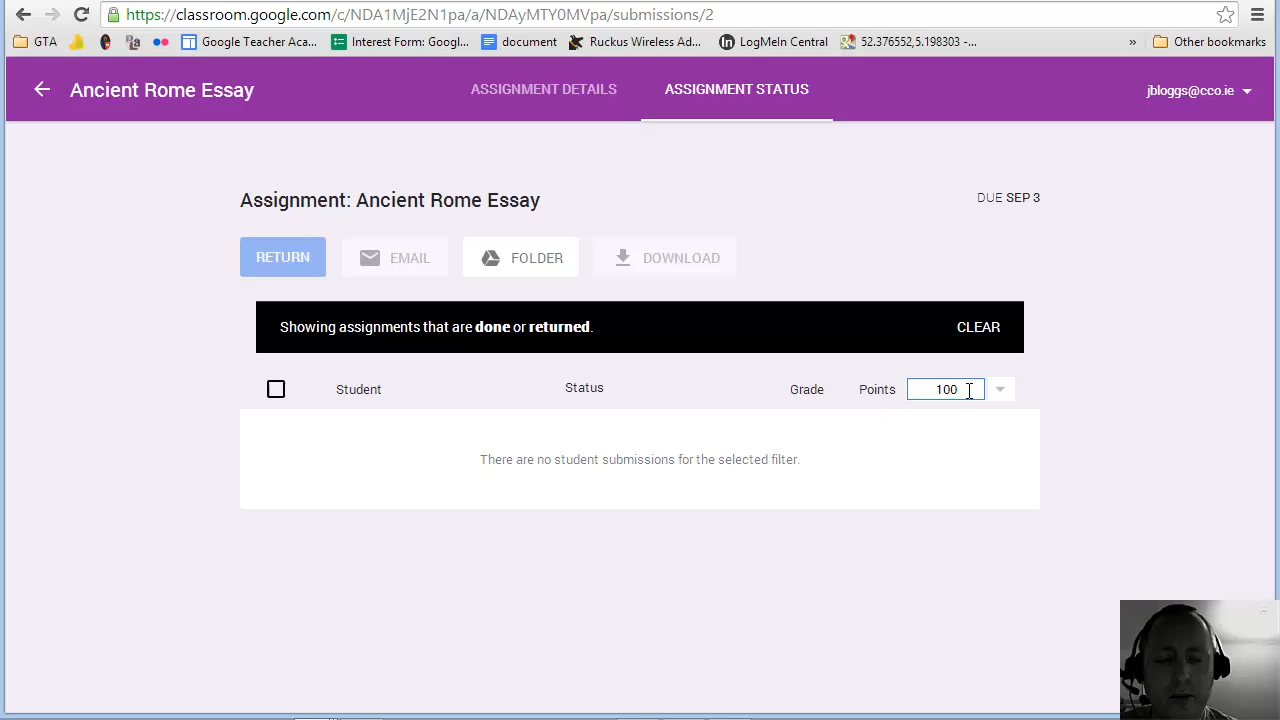 https://classroom.google.com/c/NDA1MjE2N1pa/a/NDAyMTY0MVpa/submissions/2
GTA Google Teacher Aca... Interest Form: Googl... document Ruckus Wireless Ad... LogMeIn Central 52.376552,5.198303 -... » Other bookmarks
Ancient Rome Essay ASSIGNMENT DETAILS ASSIGNMENT STATUS jbloggs@cco.ie
Assignment: Ancient Rome Essay DUE SEP 3
RETURN EMAIL FOLDER DOWNLOAD
Showing assignments that are done or returned. CLEAR
Student Status Grade Points 100
There are no student submissions for the selected filter.